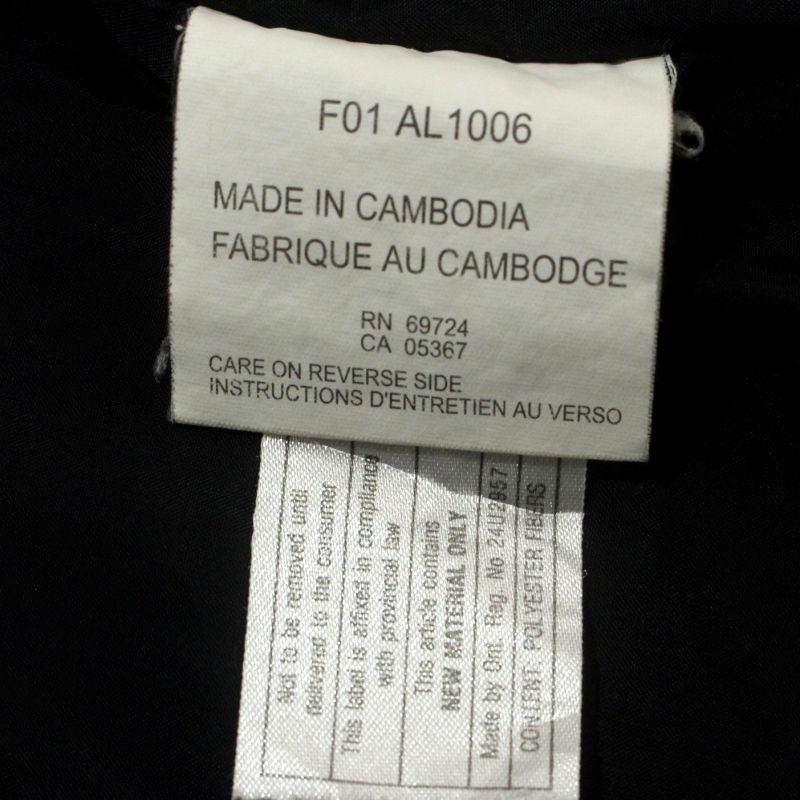 F01 AL1006
MADE IN CAMBODIA
FABRIQUE AU CAMBODGE
RN 69724
CA 05367
CARE ON REVERSE SIDE
INSTRUCTIONS D'ENTRETIEN AU VERSO
Not to be removed until
delivered to the consumer
This label is affixed in compliance
with provincial law
This article contains
NEW MATERIAL ONLY
Made by Ont. Reg. No. 24U2957
CONTENT POLYESTER FIBERS